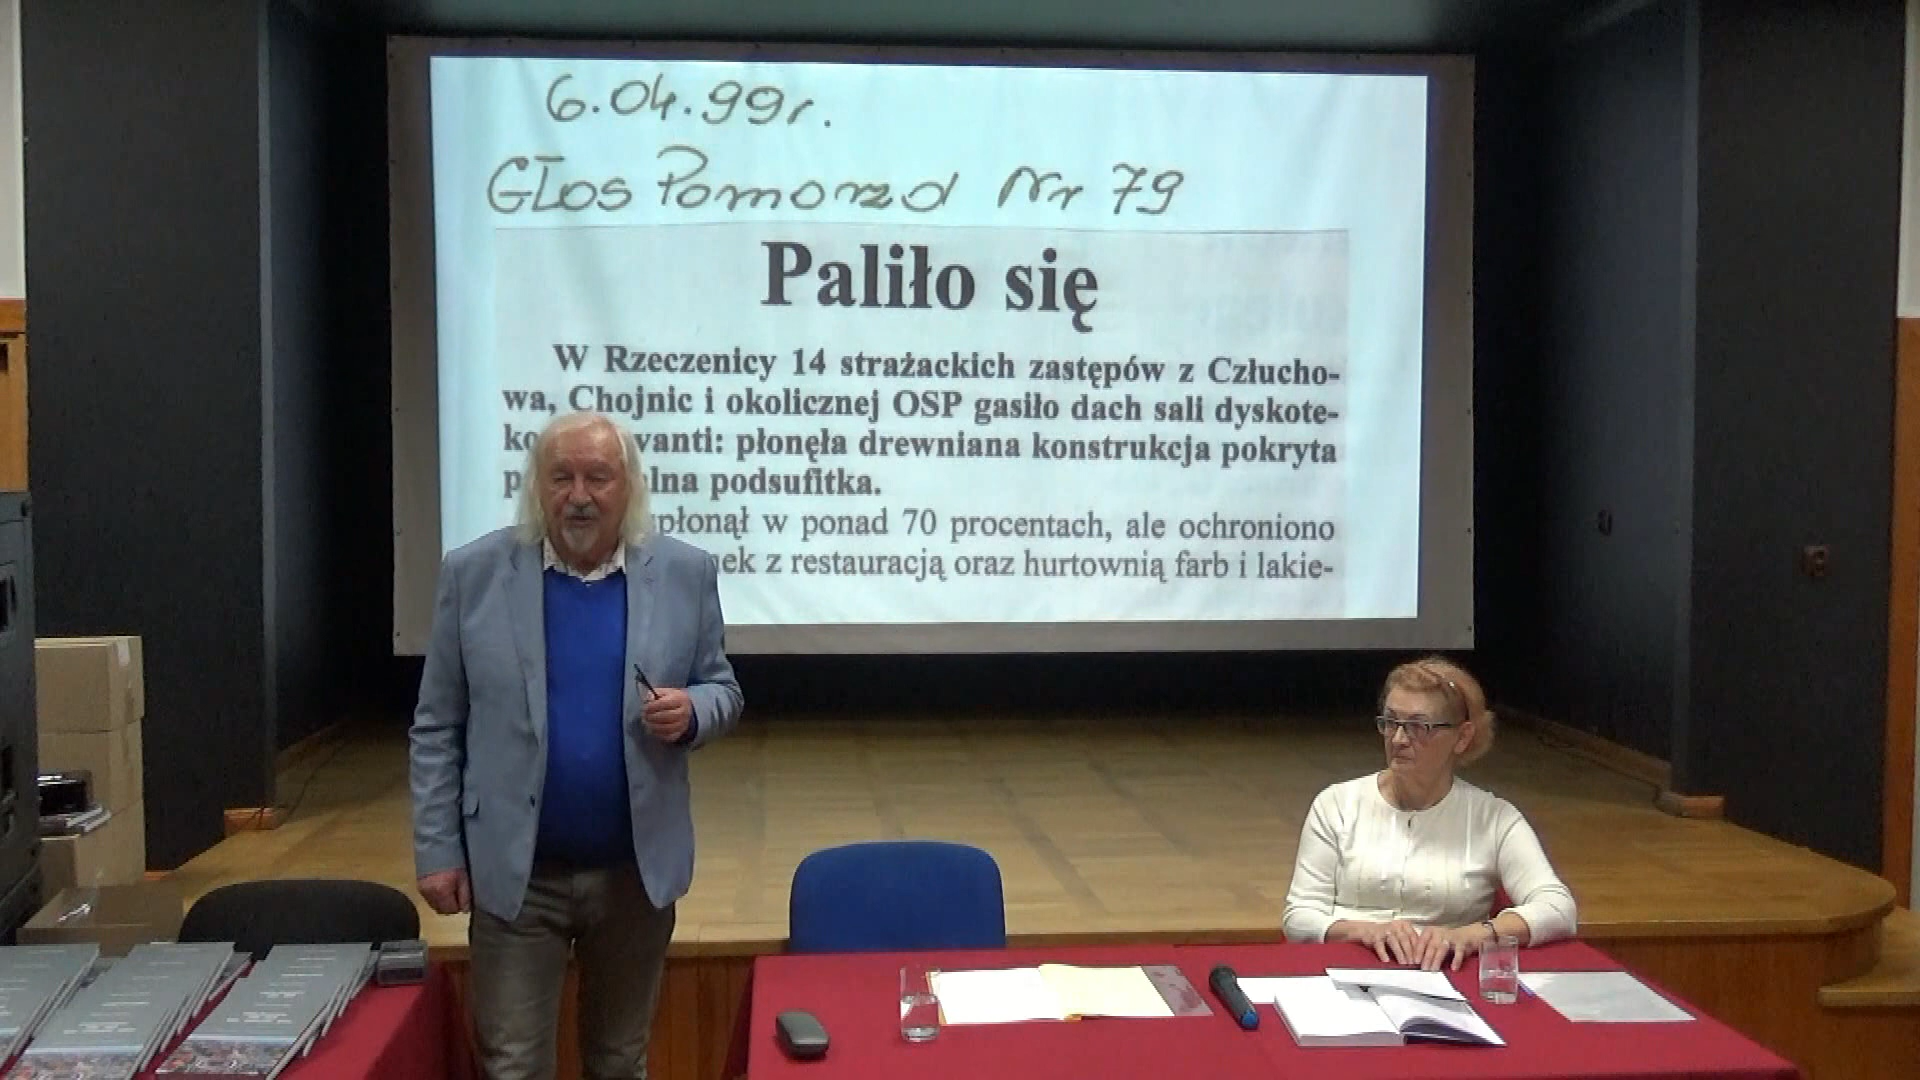 6.04.99r.
Głos Pomorza Nr 79
Paliło się
W Rzeczenicy 14 strażackich zastępów z Człucho-
wa, Chojnic i okolicznej OSP gasiło dach sali dyskote-
płonęła drewniana konstrukcja pokryta
podsufitka.
w ponad 70 procentach, ale ochroniono
z restauracją oraz hurtownią farb i lakie-